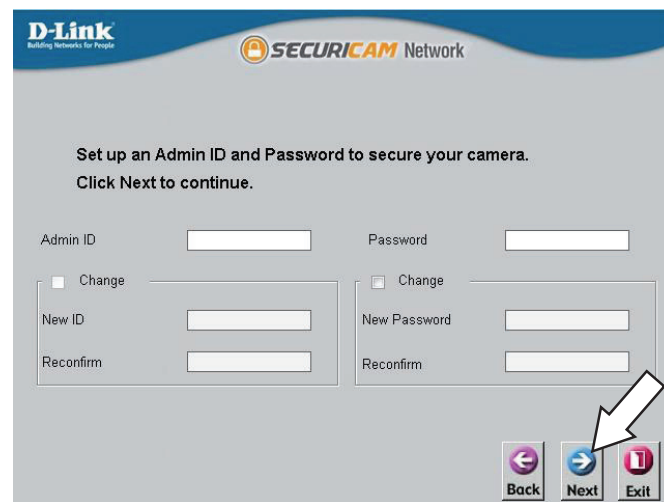 D-Link
Building Networks for People
SECURICAM Network
Set up an Admin ID and Password to secure your camera.
Click Next to continue.
Admin ID
Password
Change
Change
New ID
New Password
Reconfirm
Reconfirm
Back
Next
Exit